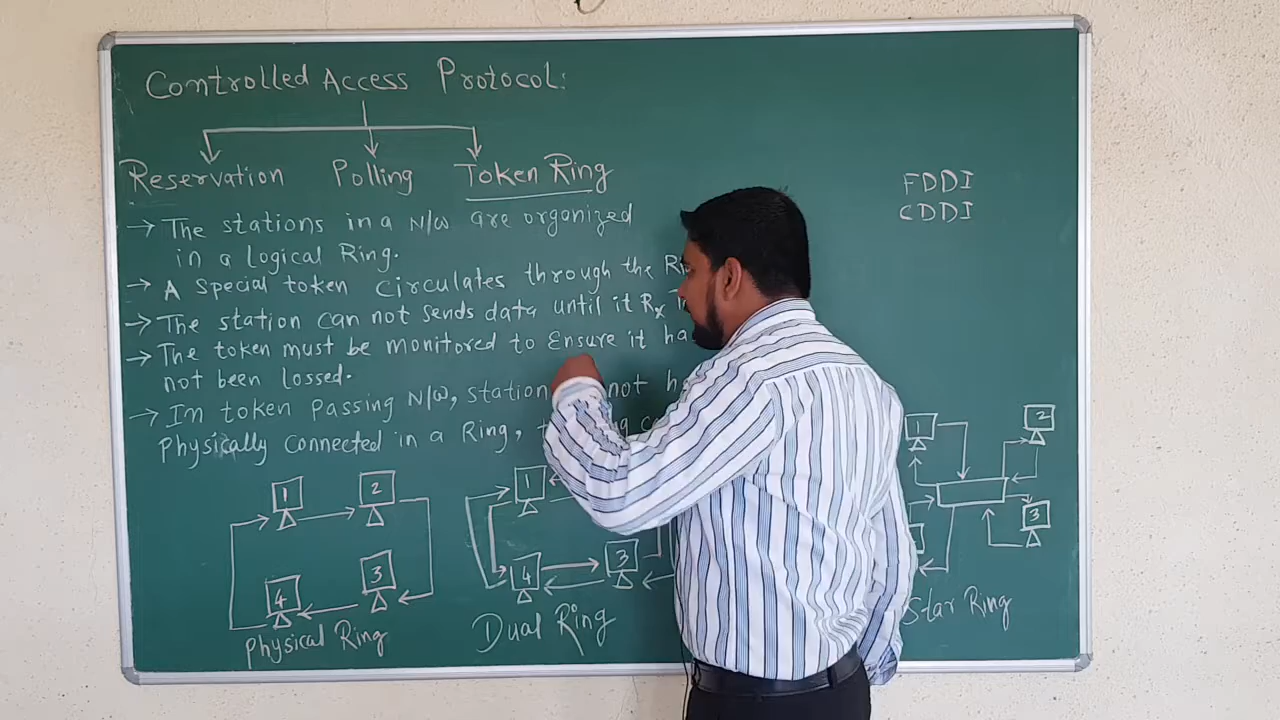 Controlled Access Protocol:
Reservation Polling Token Ring
FDDI
CDDI
→ The stations in a N/W are organized
in a Logical Ring.
→ A special token circulates through the
→ The station can not sends data until it Rx
→ The token must be monitored to Ensure it
not been Lossed.
→ In token Passing N/W, station not
Physically connected in a Ring,
1 2
3
4
Physical Ring
1
3
4
Dual Ring
1 2
3
Star Ring